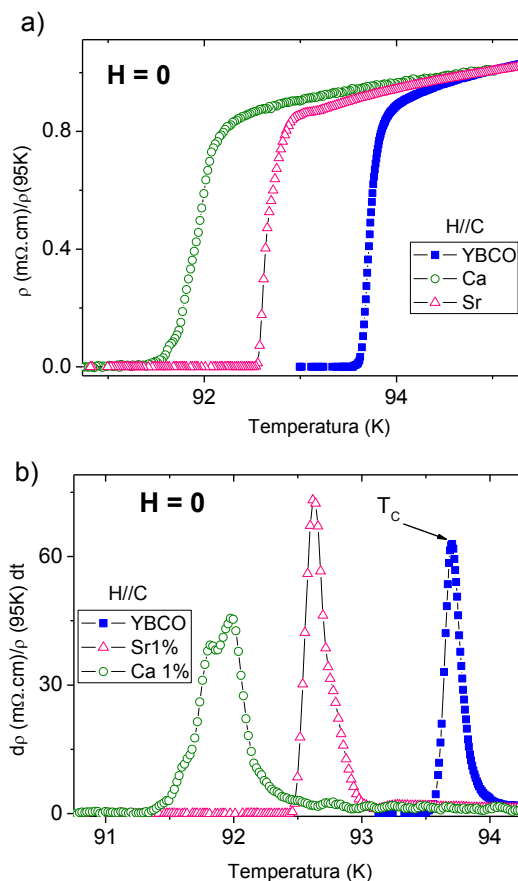 a)
H = 0
0.8
0.4
0.0
ρ (mΩ.cm)/ρ(95K)
H//C
YBCO
Ca
Sr
92
94
Temperatura (K)
b)
H = 0
T_C
60
30
0
dρ (mΩ.cm)/ρ (95K) dt
H//C
YBCO
Sr1%
Ca 1%
91
92
93
94
Temperatura (K)